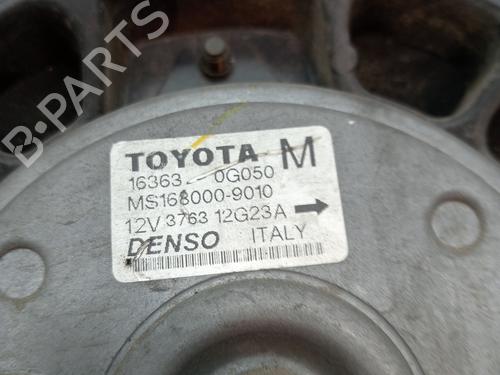 B-PARTS
TOYOTA M
16363-0G050
MS168000-9010
12V 3763 12G23A
DENSO ITALY